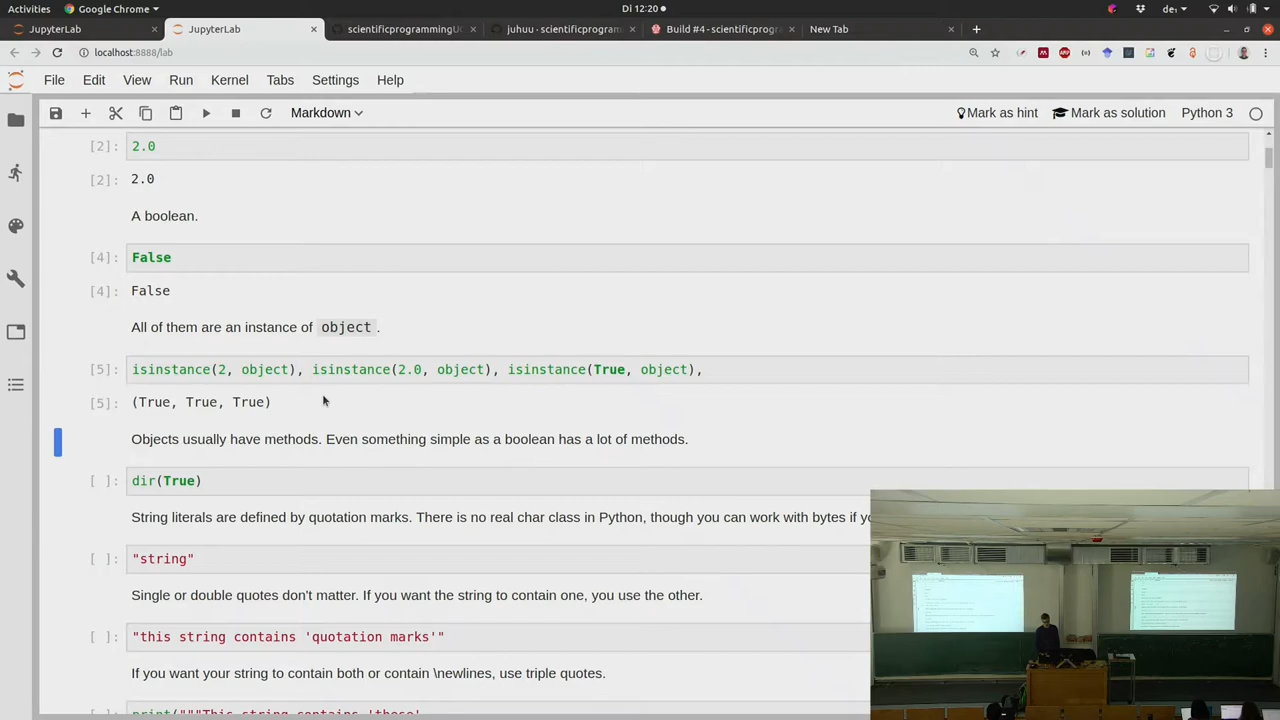 Activities
Google Chrome
Di 12:20
de
JupyterLab
JupyterLab
scientificprogrammingUC
juhuu · scientificprogram
Build #4 - scientificprog
New Tab
localhost:8888/lab
File
Edit
View
Run
Kernel
Tabs
Settings
Help
Markdown
Mark as hint
Mark as solution
Python 3
[2]: 2.0
[2]: 2.0
A boolean.
[4]: False
[4]: False
All of them are an instance of object .
[5]: isinstance(2, object), isinstance(2.0, object), isinstance(True, object),
[5]: (True, True, True)
Objects usually have methods. Even something simple as a boolean has a lot of methods.
[ ]: dir(True)
String literals are defined by quotation marks. There is no real char class in Python, though you can work with bytes if yo
[ ]: "string"
Single or double quotes don't matter. If you want the string to contain one, you use the other.
[ ]: "this string contains 'quotation marks'"
If you want your string to contain both or contain \newlines, use triple quotes.
[ ]: print("""This string contains 'these'